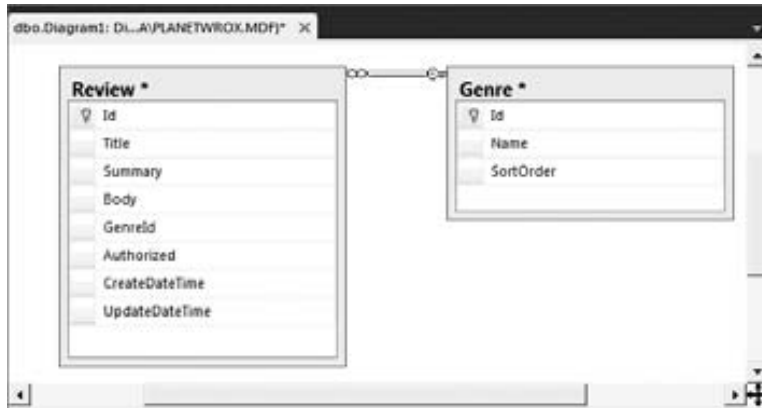 dbo.Diagram1: Di...A\PLANETWROX.MDF)*
Review *
Id
Title
Summary
Body
GenreId
Authorized
CreateDateTime
UpdateDateTime
Genre *
Id
Name
SortOrder